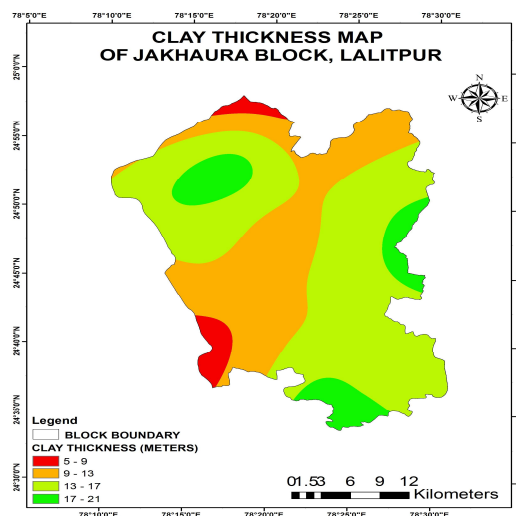 78°5'0"E 78°10'0"E 78°15'0"E 78°20'0"E 78°25'0"E 78°30'0"E
CLAY THICKNESS MAP
OF JAKHAURA BLOCK, LALITPUR
N
W E
S
25°0'0"N
24°55'0"N
24°50'0"N
24°45'0"N
24°40'0"N
24°35'0"N
24°30'0"N
Legend
BLOCK BOUNDARY
CLAY THICKNESS (METERS)
5 - 9
9 - 13
13 - 17
17 - 21
01.53 6 9 12
Kilometers
78°10'0"E 78°15'0"E 78°20'0"E 78°25'0"E 78°30'0"E